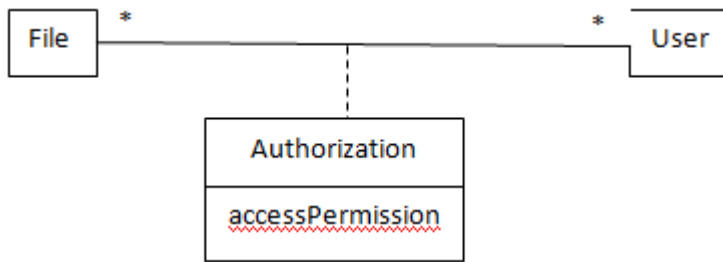 * *
File User
Authorization
accessPermission